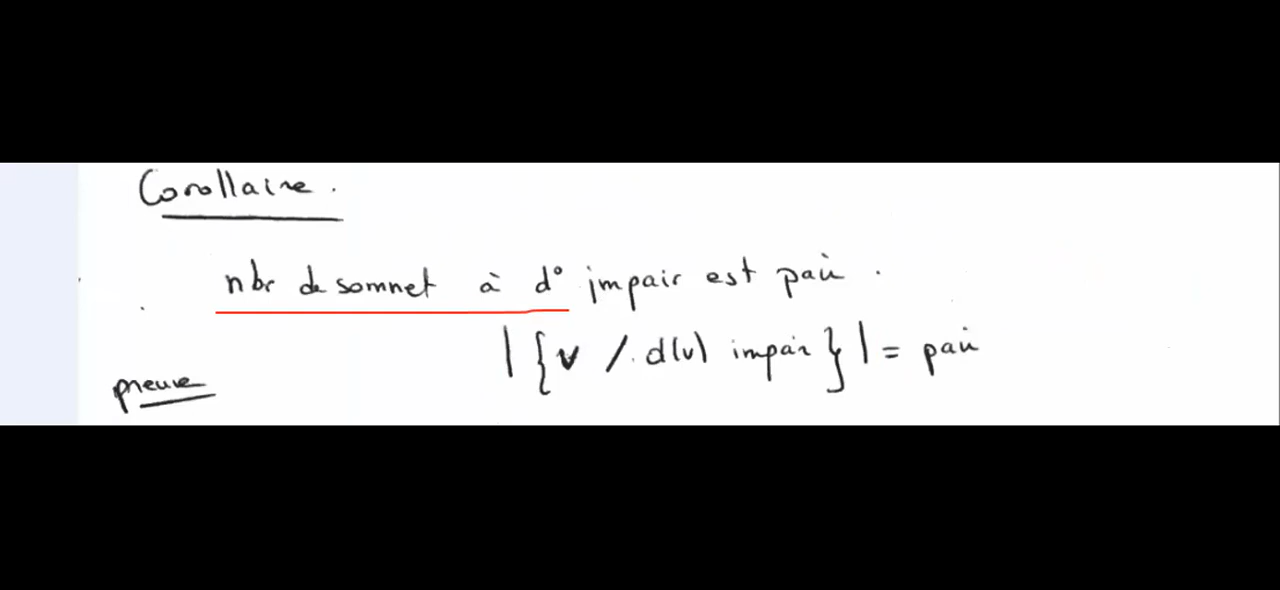 Corollaire.
nbr de somnet à d° impair est pair.
| { v / d(v) impair } | = pair
preuve